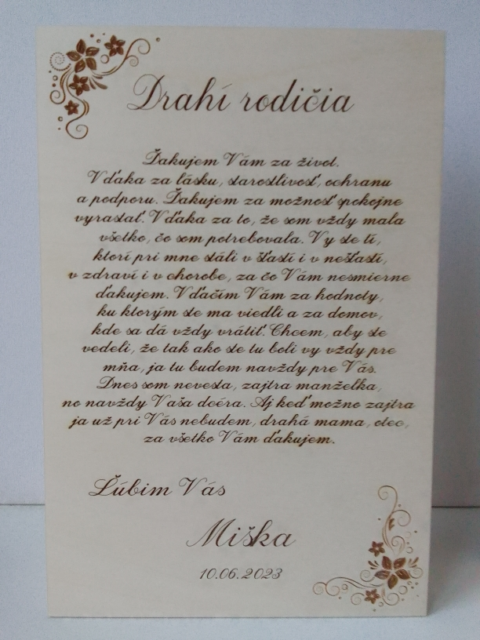 Drahí rodičia
Ďakujem Vám za život.
Vďaka za lásku, starostlivosť, ochranu
a podporu. Ďakujem za možnosť spokojne
vyrastať. Vďaka za to, že som vždy mala
všetko, čo som potrebovala. Vy ste tí,
ktorí pri mne stáli v šťastí i v nešťastí,
v zdraví i v chorobe, za čo Vám nesmierne
ďakujem. Vďačím Vám za hodnoty,
ku ktorým ste ma viedli a za domov,
kde sa dá vždy vrátiť. Chcem, aby ste
vedeli, že tak ako ste tu boli vy vždy pre
mňa, ja tu budem navždy pre Vás.
Dnes som nevesta, zajtra manželka,
no navždy Vaša dcéra. Aj keď možno zajtra
ja už pri Vás nebudem, drahá mama, otec,
za všetko Vám ďakujem.
Ľúbim Vás
Miška
10.06.2023